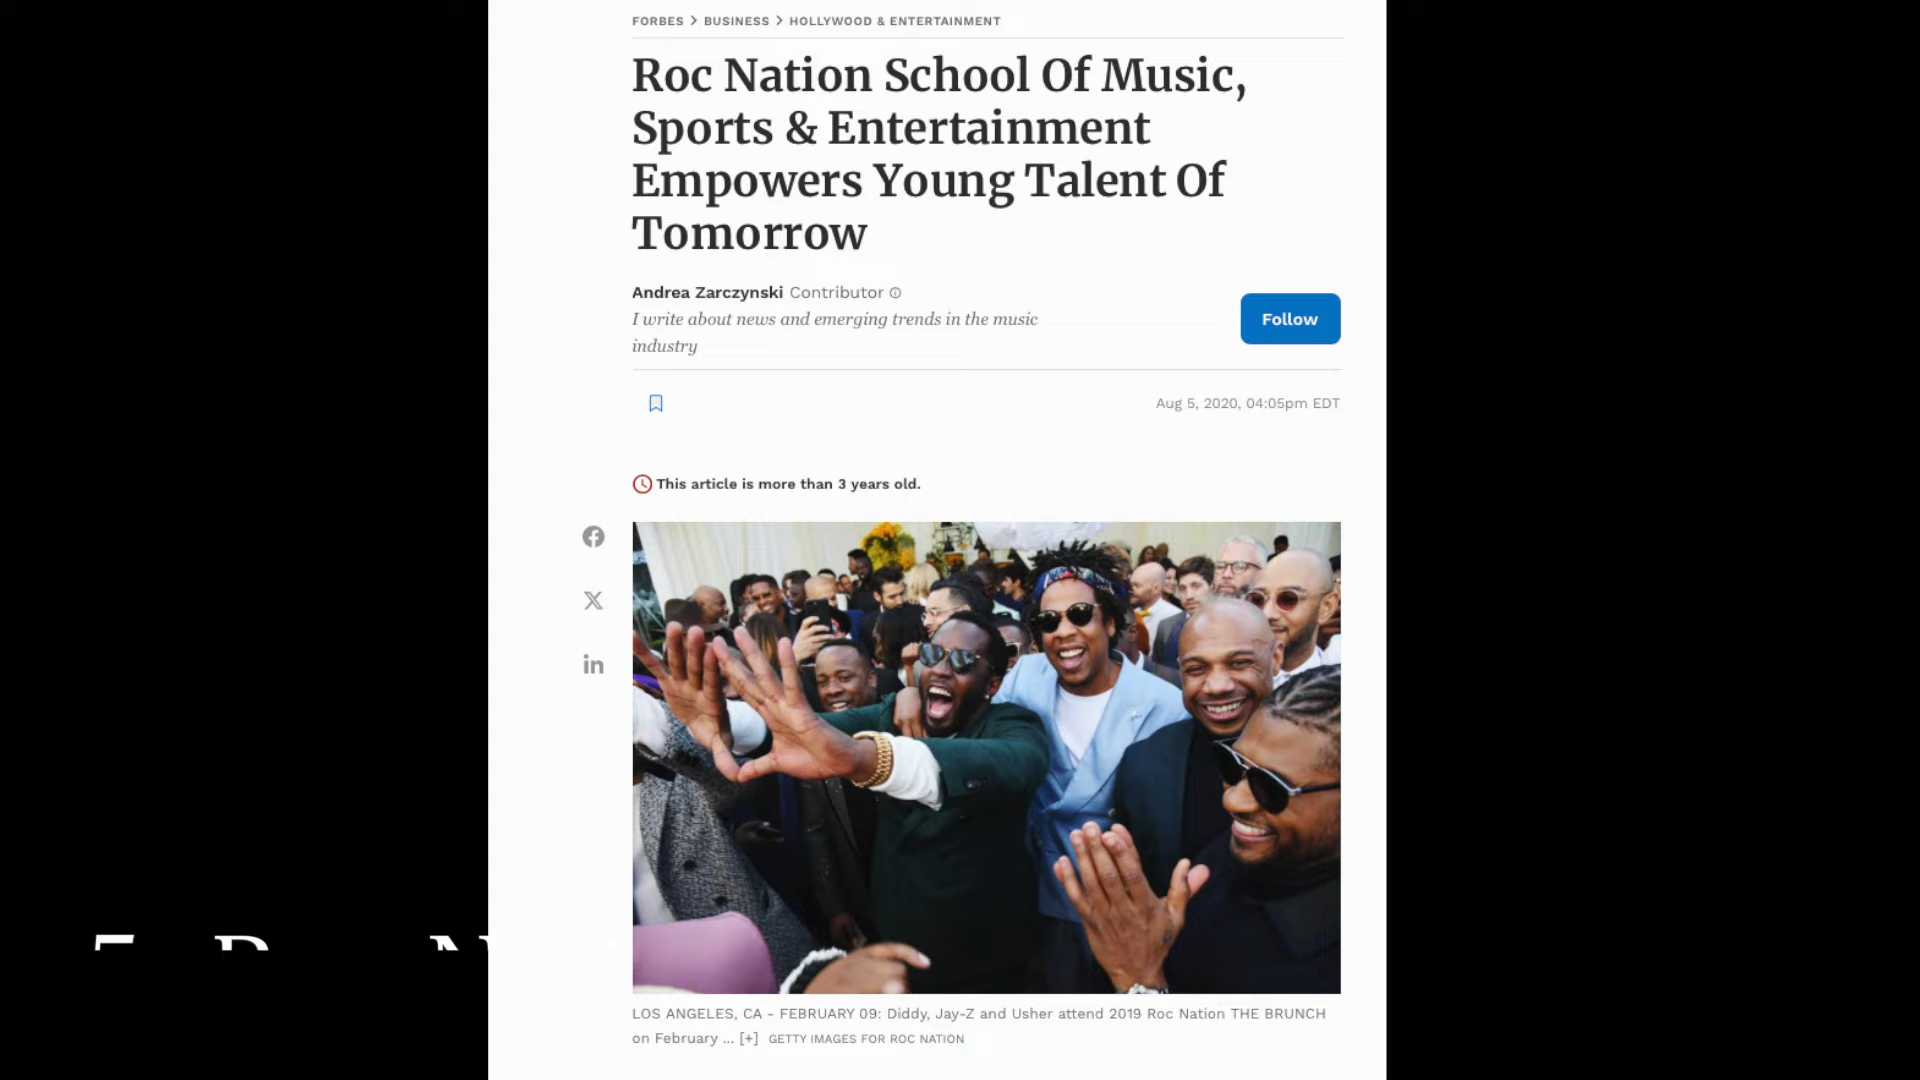 FORBES > BUSINESS > HOLLYWOOD & ENTERTAINMENT
Roc Nation School Of Music,
Sports & Entertainment
Empowers Young Talent Of
Tomorrow
Andrea Zarczynski Contributor
I write about news and emerging trends in the music
industry
Follow
Aug 5, 2020, 04:05pm EDT
This article is more than 3 years old.
LOS ANGELES, CA - FEBRUARY 09: Diddy, Jay-Z and Usher attend 2019 Roc Nation THE BRUNCH
on February ... [+] GETTY IMAGES FOR ROC NATION